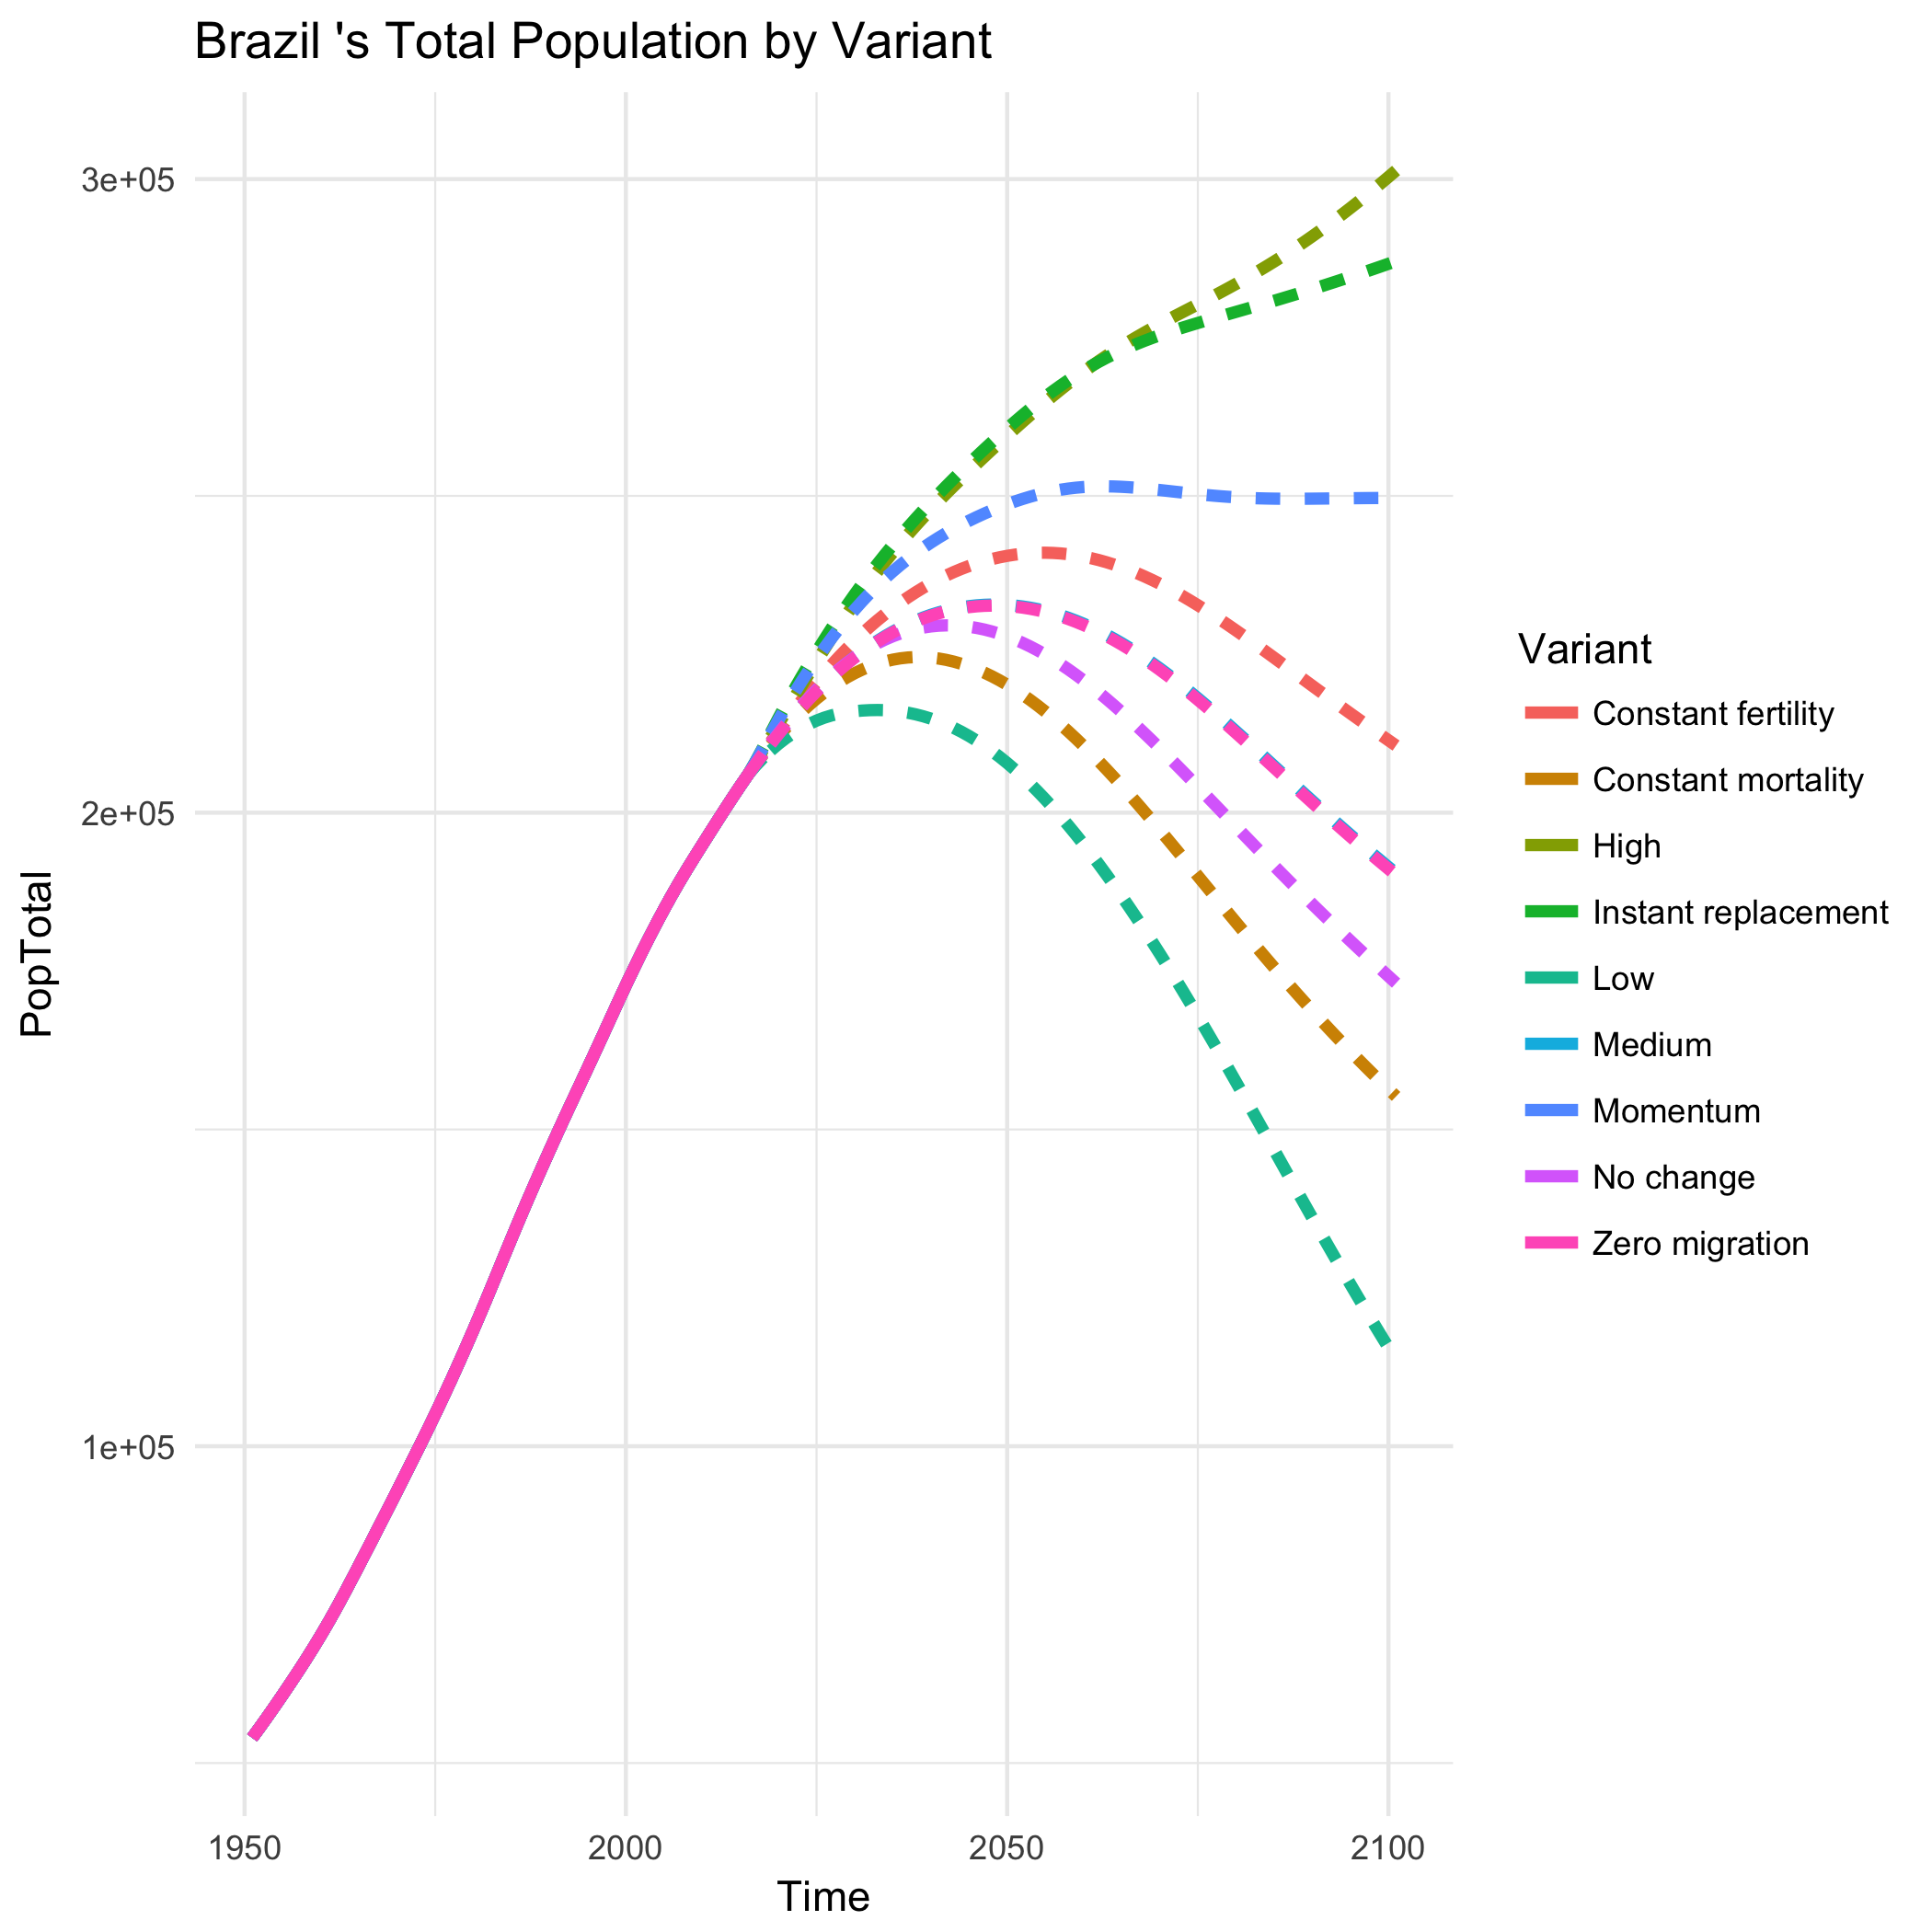 Brazil 's Total Population by Variant
3e+05
2e+05
1e+05
PopTotal
1950
2000
2050
2100
Time
Variant
Constant fertility
Constant mortality
High
Instant replacement
Low
Medium
Momentum
No change
Zero migration